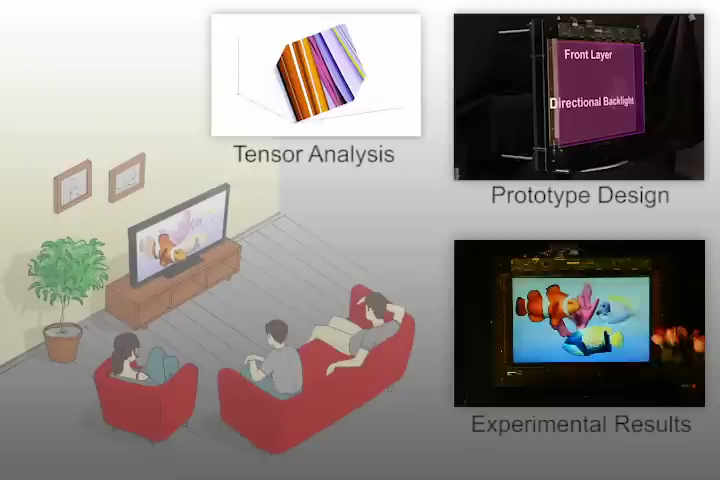 Tensor Analysis
Front Layer
Directional Backlight
Prototype Design
Experimental Results